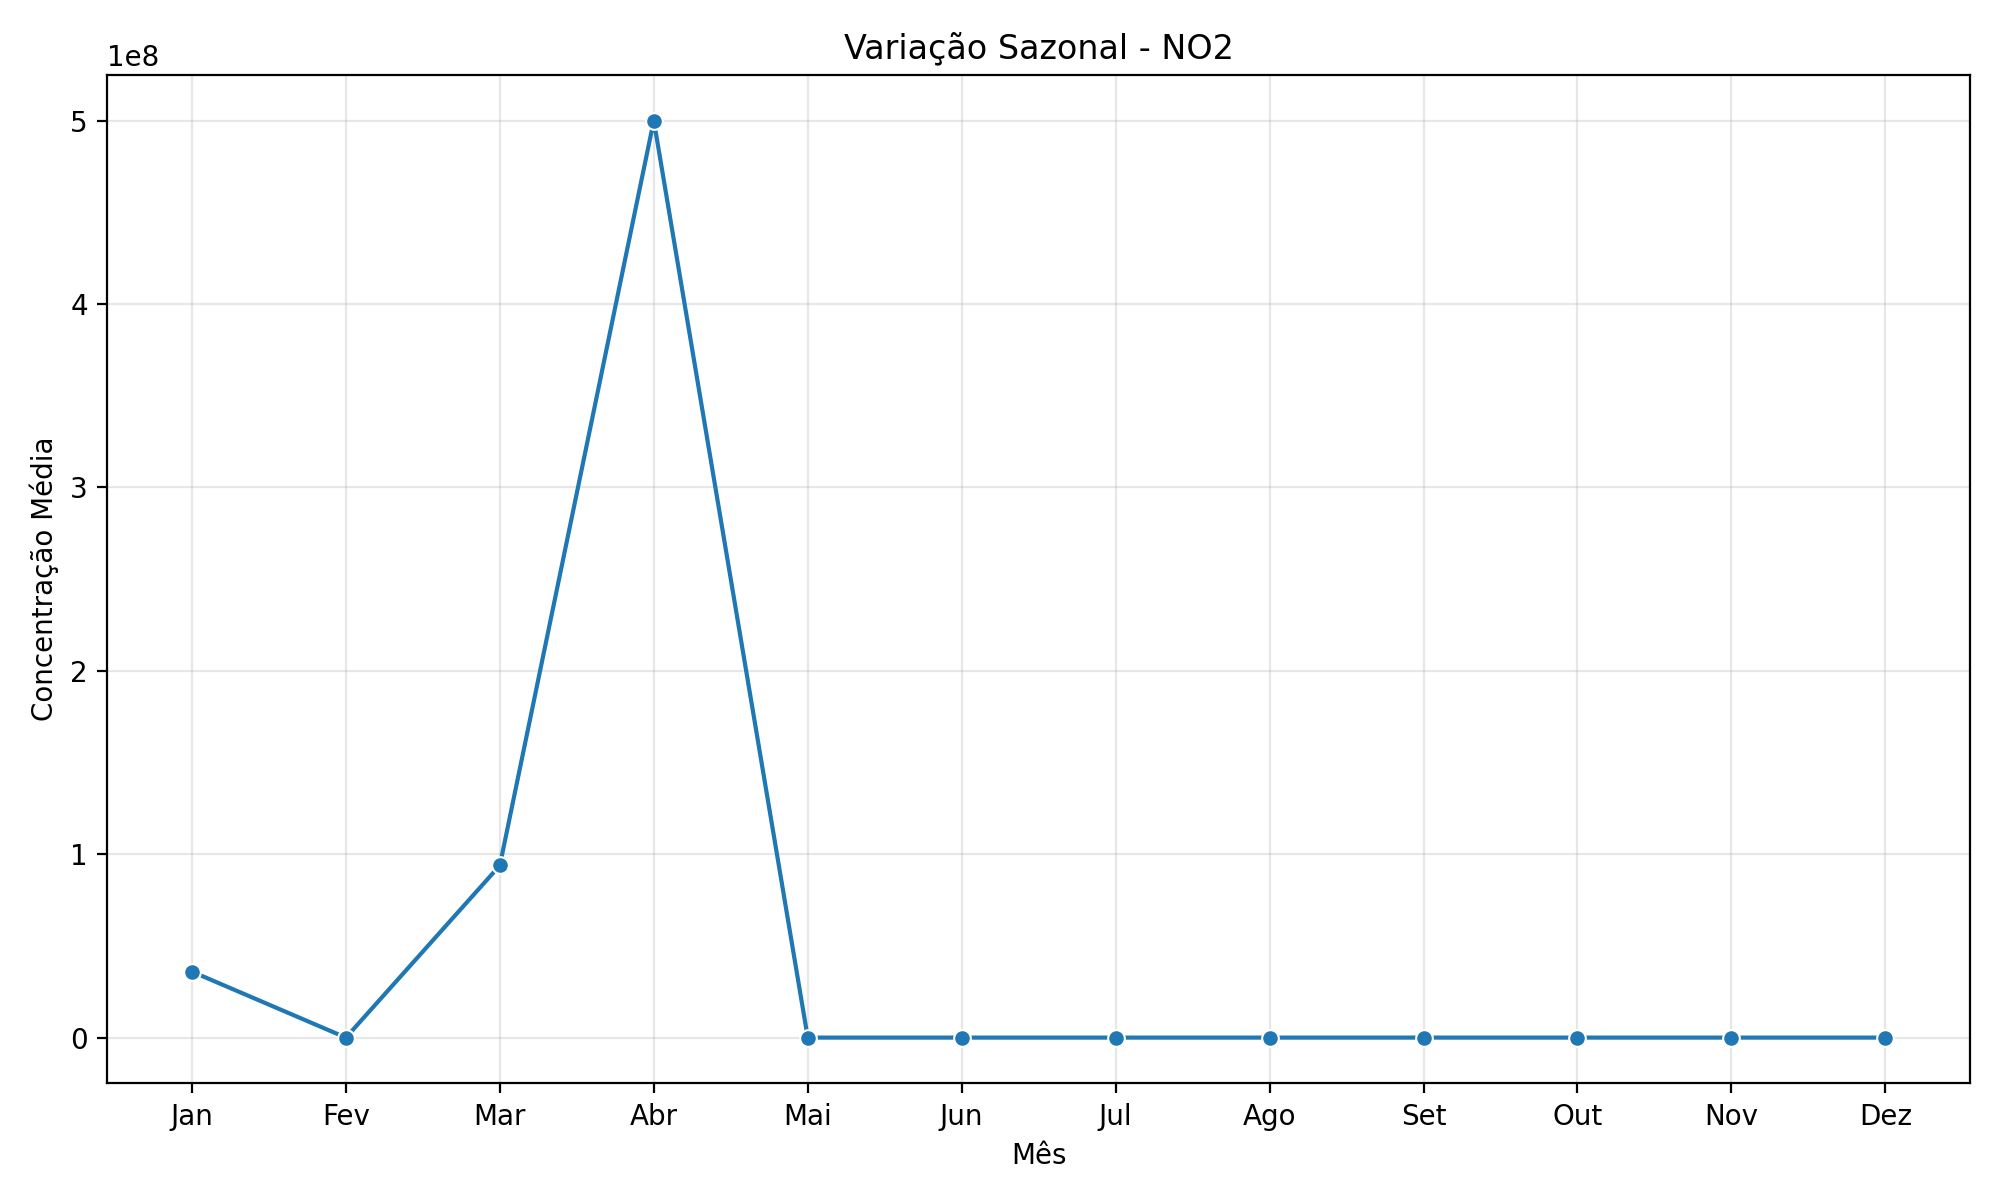 Variação Sazonal - NO2
1e8
5
4
3
2
1
0
Concentração Média
Jan Fev Mar Abr Mai Jun Jul Ago Set Out Nov Dez
Mês